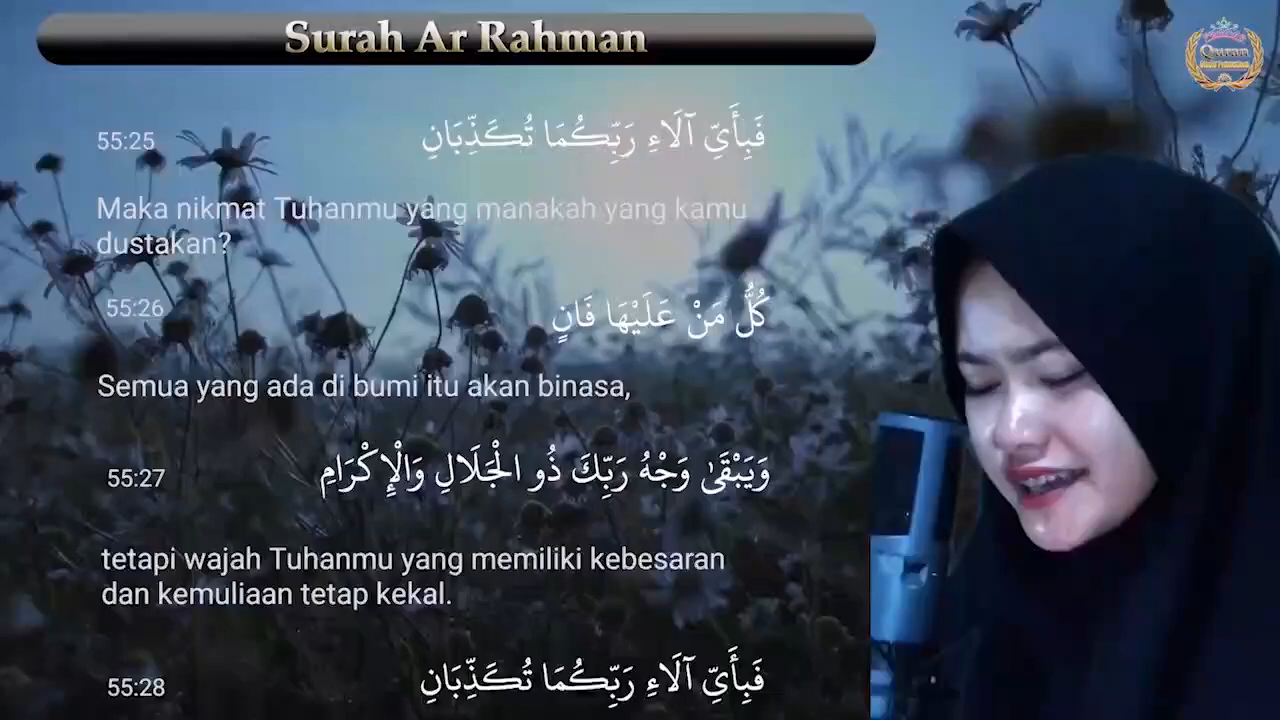 Surah Ar Rahman
Quran
55:25
فَبِأَيِّ آلَاءِ رَبِّكُمَا تُكَذِّبَانِ
Maka nikmat Tuhanmu yang manakah yang kamu
dustakan?
55:26
كُلُّ مَنْ عَلَيْهَا فَانٍ
Semua yang ada di bumi itu akan binasa,
55:27
وَيَبْقَىٰ وَجْهُ رَبِّكَ ذُو الْجَلَالِ وَالْإِكْرَامِ
tetapi wajah Tuhanmu yang memiliki kebesaran
dan kemuliaan tetap kekal.
55:28
فَبِأَيِّ آلَاءِ رَبِّكُمَا تُكَذِّبَانِ